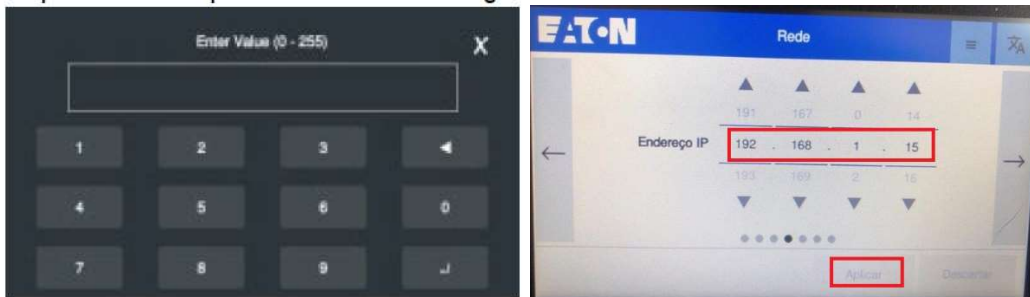 Enter Value (0 - 255)
X
1 2 3
4 5 6 0
7 8 9
EATON
Rede
191 167 0 14
Endereço IP 192 . 168 . 1 . 15
193 169 2 16
Aplicar Descartar